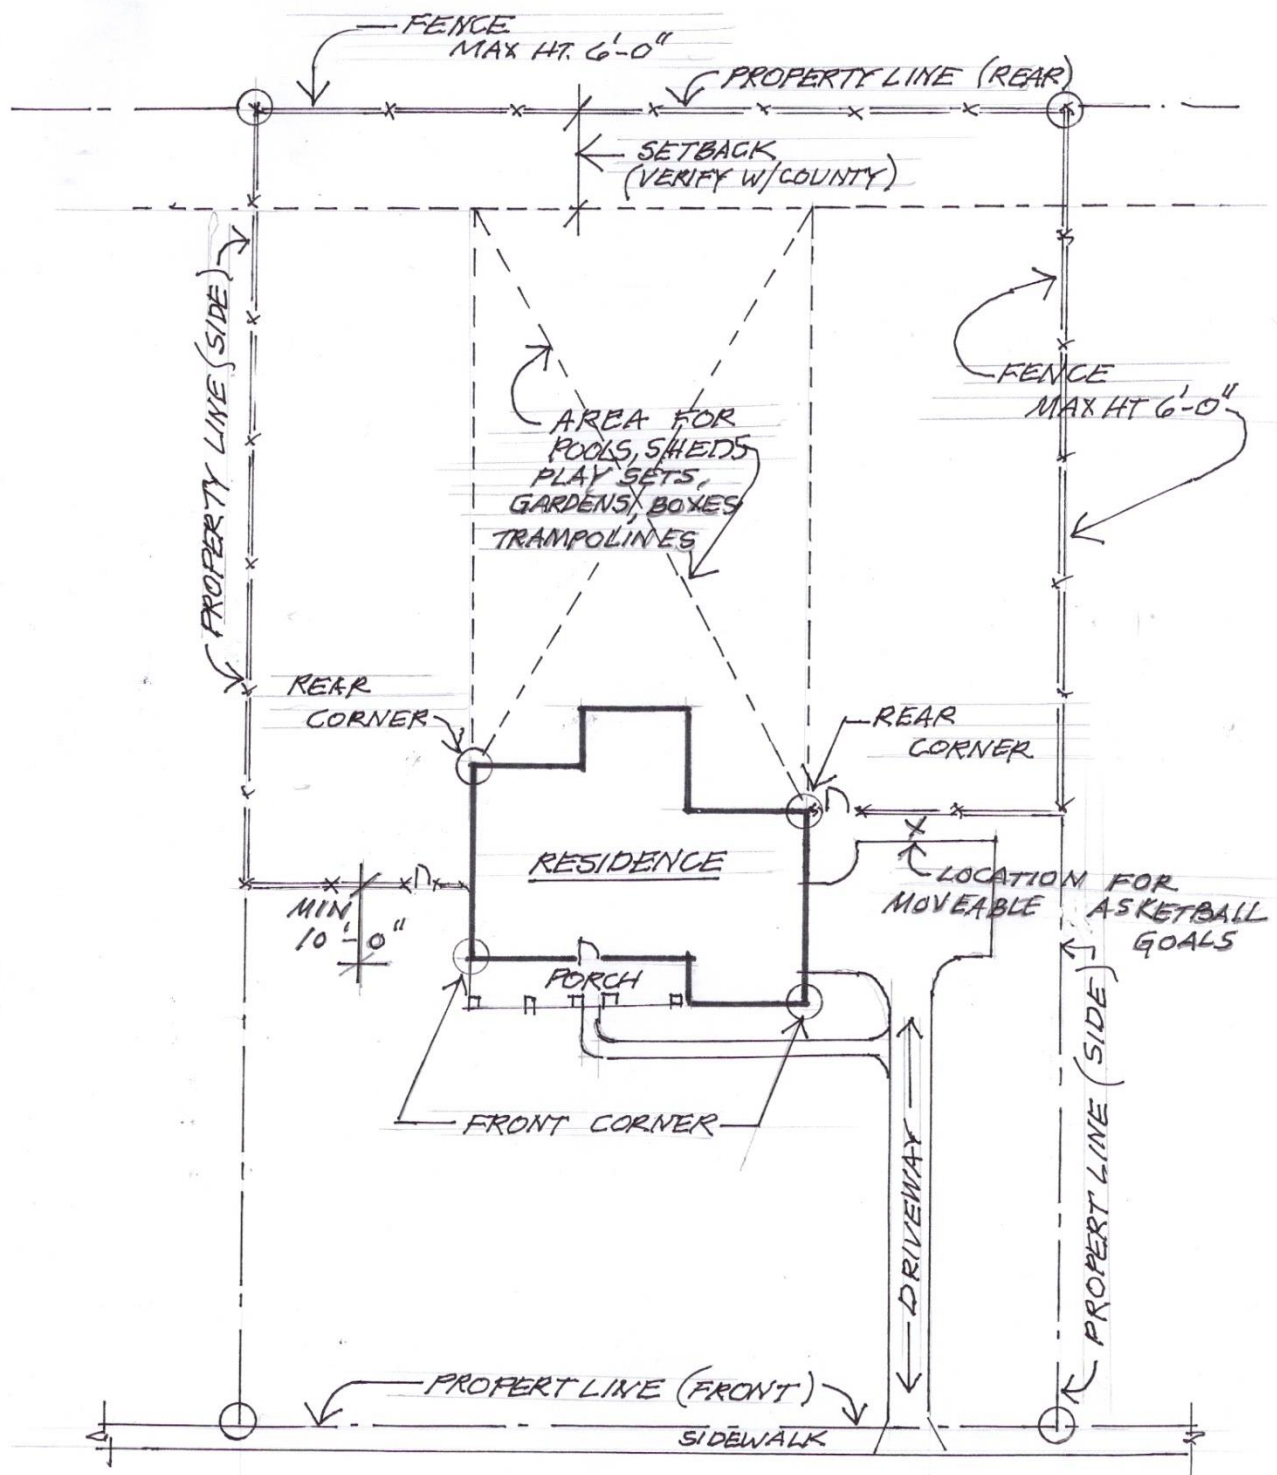 FENCE
MAX HT. 6'-0"
PROPERTY LINE (REAR)
SETBACK
(VERIFY W/COUNTY)
PROPERTY LINE (SIDE)
FENCE
MAX HT 6'-0"
AREA FOR
POOLS, SHEDS
PLAY SETS,
GARDENS, BOXES
TRAMPOLINES
REAR
CORNER
REAR
CORNER
RESIDENCE
X
LOCATION FOR
MOVEABLE ASKETBALL
GOALS
MIN
10'-0"
PORCH
FRONT CORNER
DRIVEWAY
PROPERT LINE (SIDE)
PROPERT LINE (FRONT)
SIDEWALK